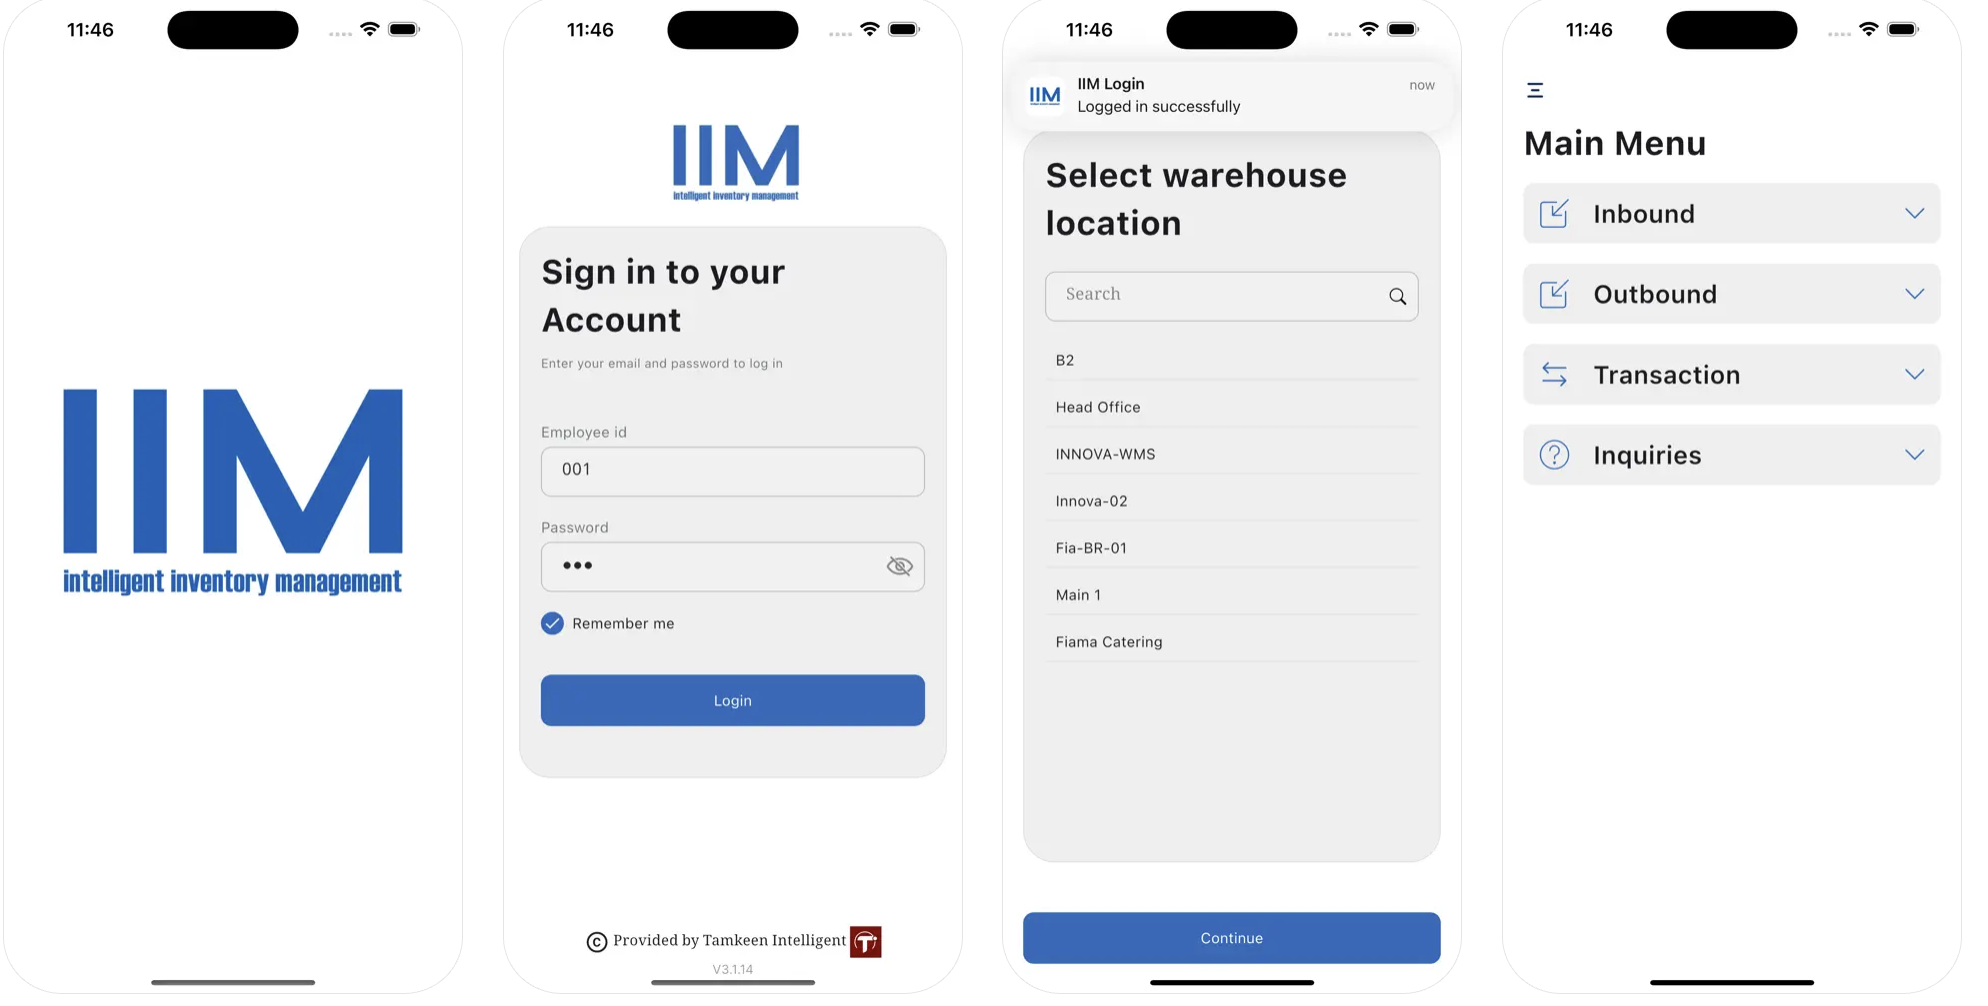 11:46
IIM
intelligent inventory management
11:46
IIM
intelligent inventory management
Sign in to your
Account
Enter your email and password to log in
Employee id
001
Password
Remember me
Login
© Provided by Tamkeen Intelligent
V3.1.14
11:46
IIM
IIM Login
now
Logged in successfully
Select warehouse
location
Search
B2
Head Office
INNOVA-WMS
Innova-02
Fia-BR-01
Main 1
Fiama Catering
Continue
11:46
Main Menu
Inbound
Outbound
Transaction
Inquiries